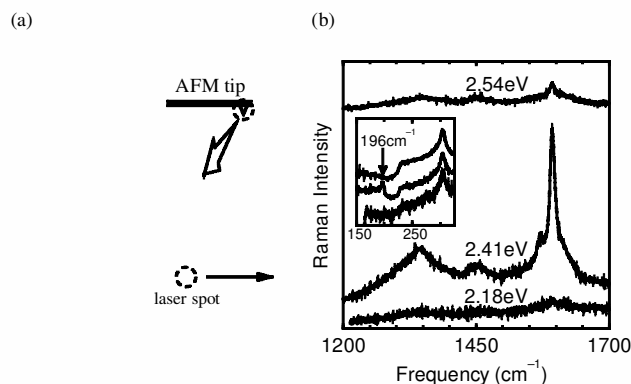 (a)
AFM tip
laser spot
(b)
2.54eV
196cm⁻¹
150 250
2.41eV
2.18eV
1200 1450 1700
Raman Intensity
Frequency (cm⁻¹)